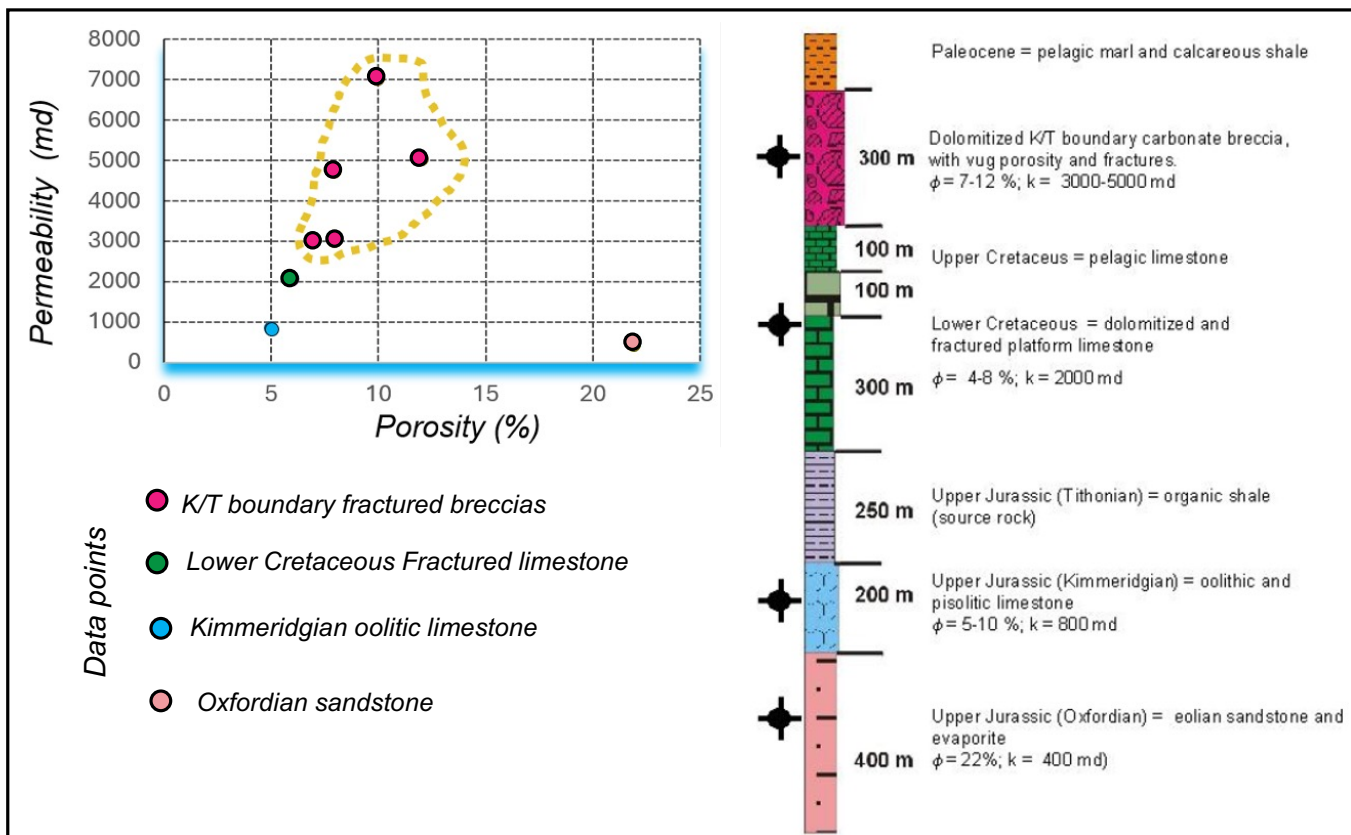 8000
7000
6000
5000
4000
3000
2000
1000
0
Permeability (md)
0 5 10 15 20 25
Porosity (%)
Data points
K/T boundary fractured breccias
Lower Cretaceous Fractured limestone
Kimmeridgian oolitic limestone
Oxfordian sandstone
Paleocene = pelagic marl and calcareous shale
300 m
Dolomitized K/T boundary carbonate breccia,
with vug porosity and fractures.
ϕ= 7-12 %; k = 3000-5000 md
100 m
Upper Cretaceus = pelagic limestone
100 m
Lower Cretaceous = dolomitized and
fractured platform limestone
ϕ= 4-8 %; k = 2000 md
300 m
Upper Jurassic (Tithonian) = organic shale
(source rock)
250 m
Upper Jurassic (Kimmeridgian) = oolithic and
pisolitic limestone
ϕ= 5-10 %; k = 800 md
200 m
Upper Jurassic (Oxfordian) = eolian sandstone and
evaporite
ϕ= 22%; k = 400 md)
400 m